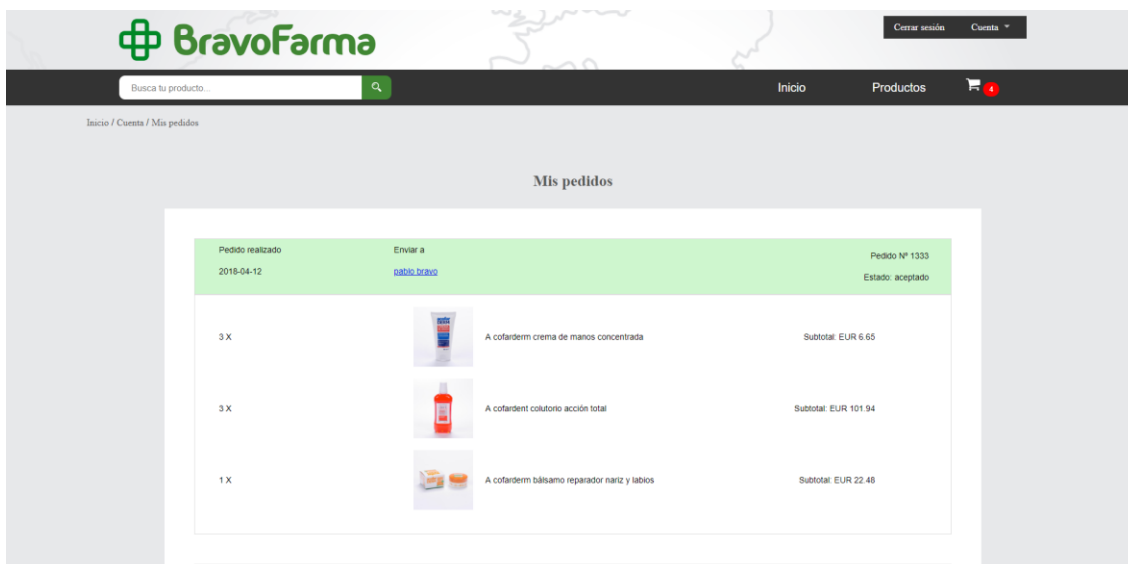 BravoFarma
Cerrar sesión
Cuenta
Busca tu producto...
Inicio
Productos
4
Inicio / Cuenta / Mis pedidos
Mis pedidos
Pedido realizado
Enviar a
Pedido Nº 1333
2018-04-12
pablo bravo
Estado: aceptado
3 X
A cofarderm crema de manos concentrada
Subtotal: EUR 6.65
3 X
A cofardent colutorio acción total
Subtotal: EUR 101.94
1 X
A cofarderm bálsamo reparador nariz y labios
Subtotal: EUR 22.48